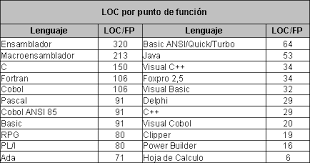 LOC por punto de función
Lenguaje LOC/FP Lenguaje LOC/FP
Ensamblador 320 Basic ANSI/Quick/Turbo 64
Macroensamblador 213 Java 53
C 150 Visual C++ 34
Fortran 106 Foxpro 2,5 34
Cobol 106 Visual Basic 32
Pascal 91 Delphi 29
Cobol ANSI 85 91 C++ 29
Basic 91 Visual Cobol 20
RPG 80 Clipper 19
PL/I 80 Power Builder 16
Ada 71 Hoja de Calculo 6